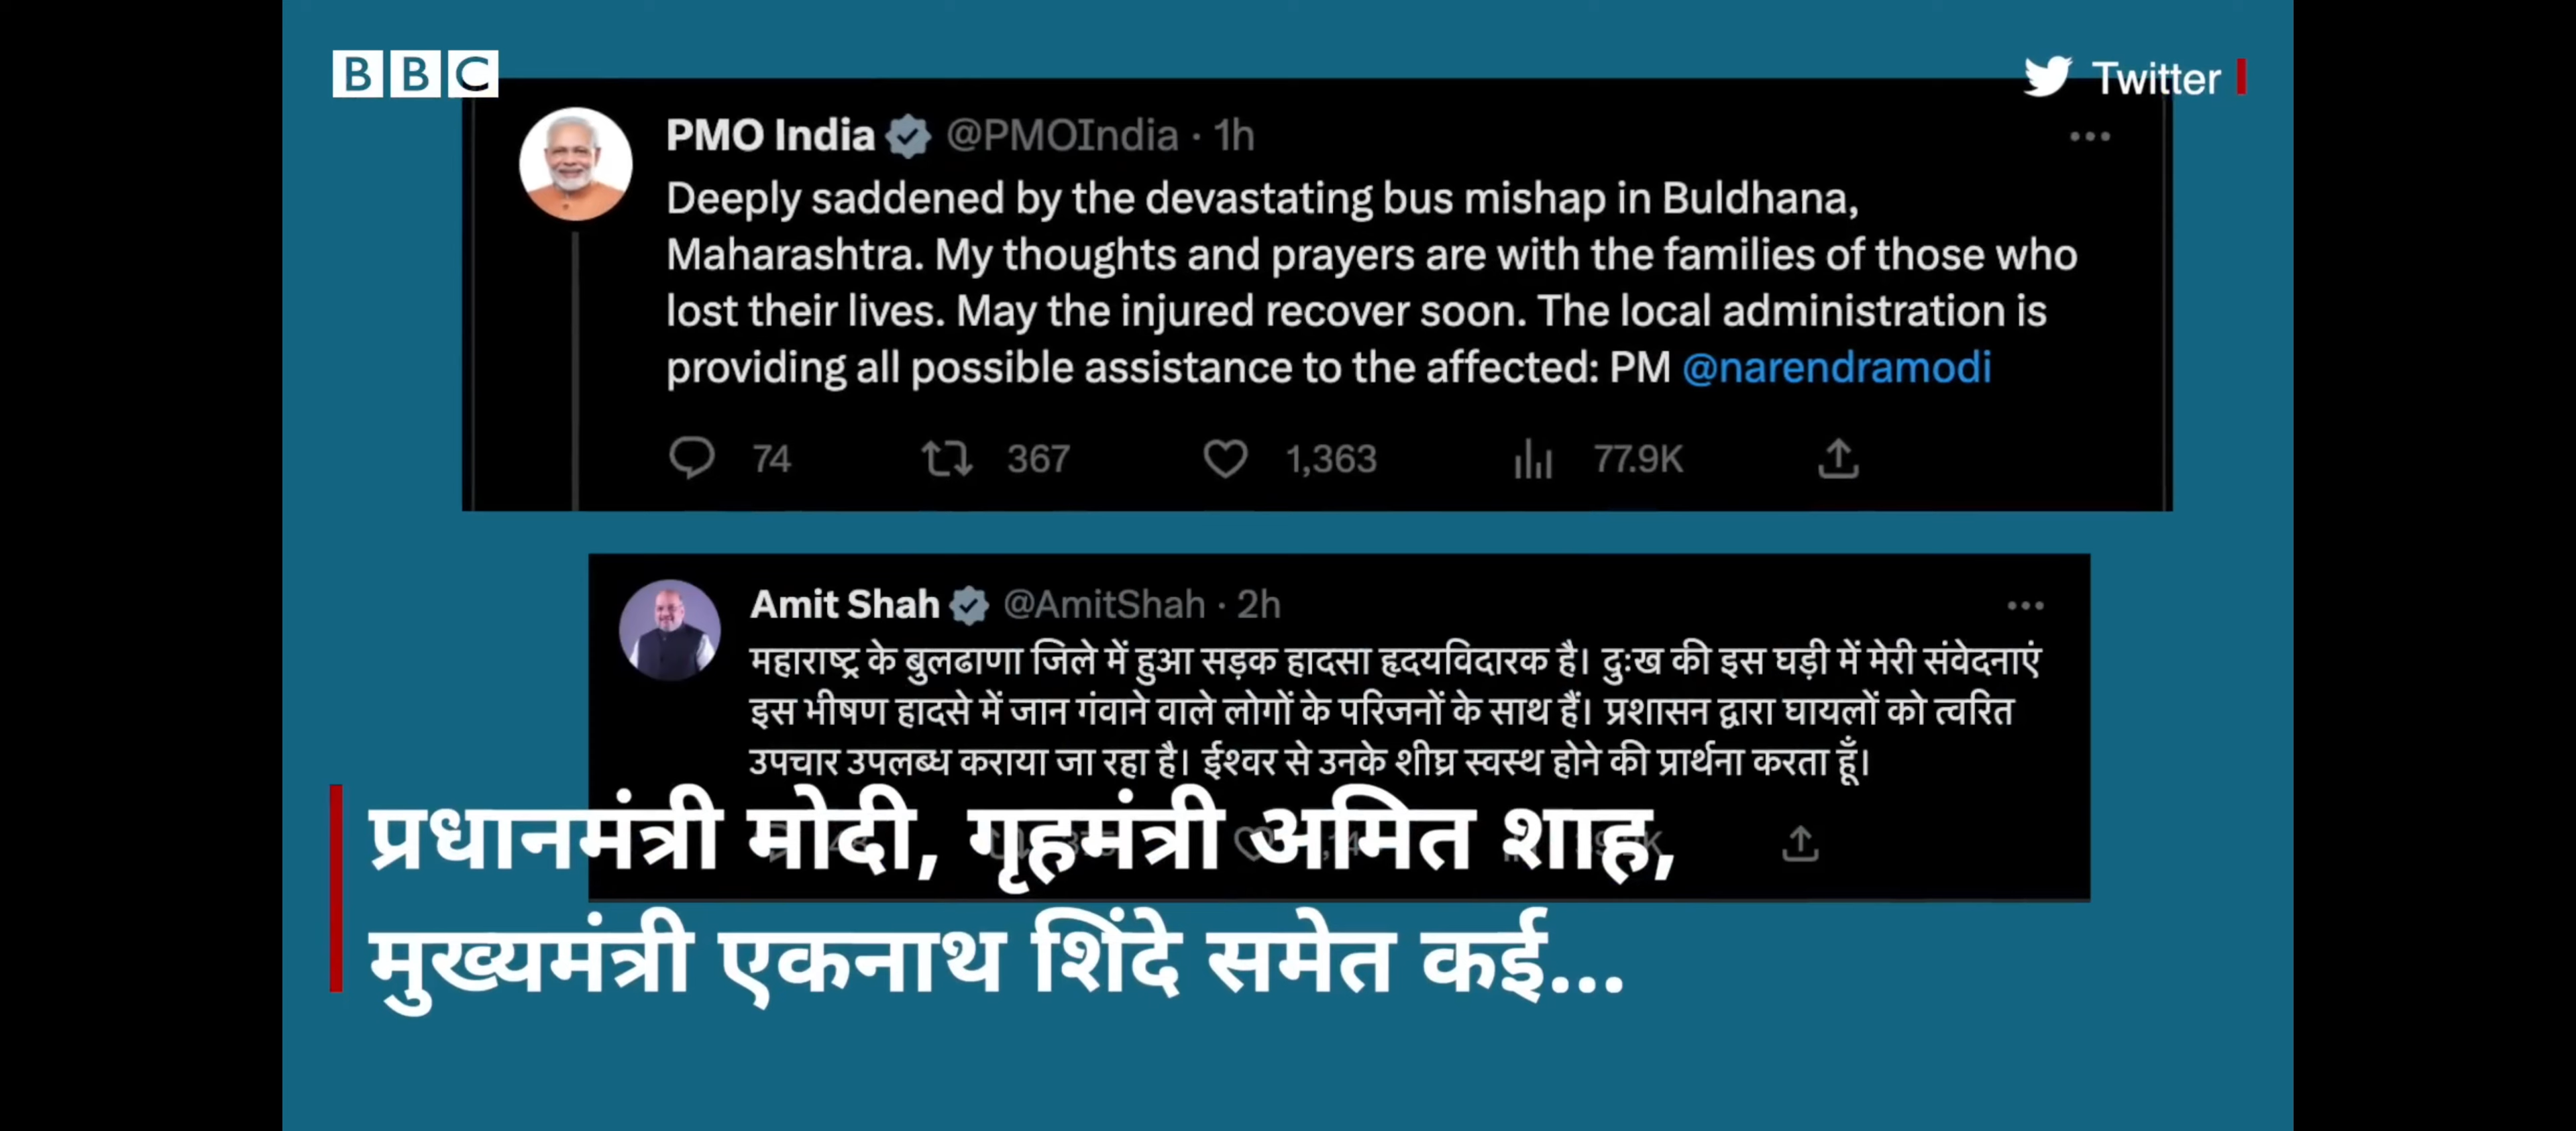 BBC
Twitter
PMO India @PMOIndia · 1h
Deeply saddened by the devastating bus mishap in Buldhana,
Maharashtra. My thoughts and prayers are with the families of those who
lost their lives. May the injured recover soon. The local administration is
providing all possible assistance to the affected: PM @narendramodi
74 367 1,363 77.9K
Amit Shah @AmitShah · 2h
महाराष्ट्र के बुलढाणा जिले में हुआ सड़क हादसा हृदयविदारक है। दुःख की इस घड़ी में मेरी संवेदनाएं
इस भीषण हादसे में जान गंवाने वाले लोगों के परिजनों के साथ हैं। प्रशासन द्वारा घायलों को त्वरित
उपचार उपलब्ध कराया जा रहा है। ईश्वर से उनके शीघ्र स्वस्थ होने की प्रार्थना करता हूँ।
प्रधानमंत्री मोदी, गृहमंत्री अमित शाह,
मुख्यमंत्री एकनाथ शिंदे समेत कई...